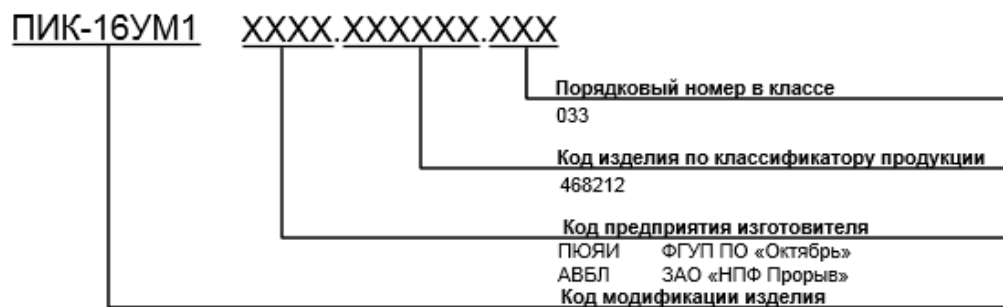 ПИК-16УМ1 XXXX.XXXXXX.XXX
Порядковый номер в классе
033
Код изделия по классификатору продукции
468212
Код предприятия изготовителя
ПЮЯИ ФГУП ПО «Октябрь»
АВБЛ ЗАО «НПФ Прорыв»
Код модификации изделия